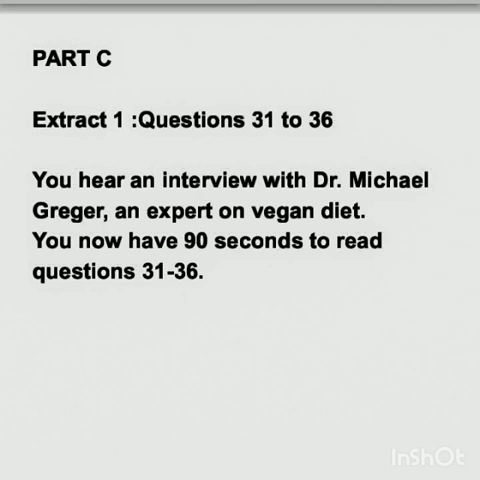 PART C
Extract 1 :Questions 31 to 36
You hear an interview with Dr. Michael
Greger, an expert on vegan diet.
You now have 90 seconds to read
questions 31-36.
InShOt